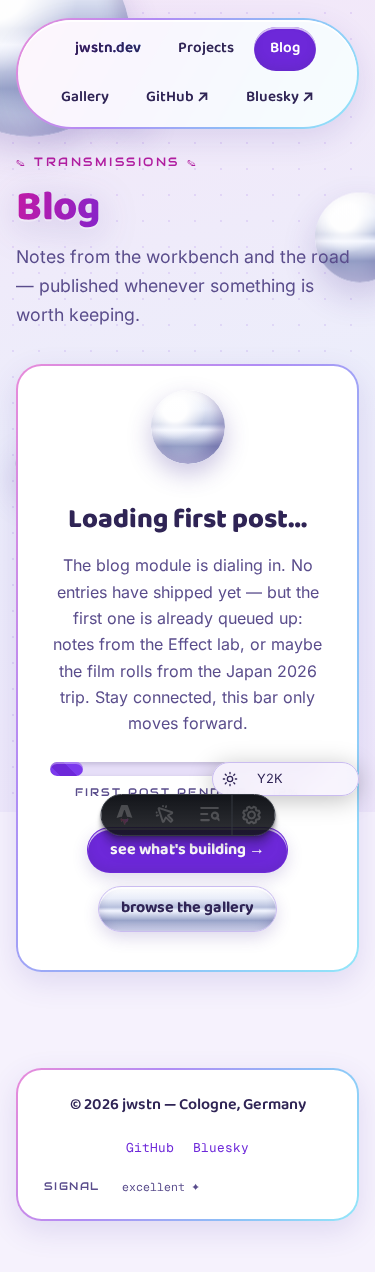 jwstn.dev Projects Blog
Gallery GitHub ↗ Bluesky ↗
✎ TRANSMISSIONS ✎
Blog
Notes from the workbench and the road
— published whenever something is
worth keeping.
Loading first post...
The blog module is dialing in. No
entries have shipped yet — but the
first one is already queued up:
notes from the Effect lab, or maybe
the film rolls from the Japan 2026
trip. Stay connected, this bar only
moves forward.
Y2K
FIRST POST
see what's building →
browse the gallery
© 2026 jwstn — Cologne, Germany
GitHub Bluesky
SIGNAL excellent ✦